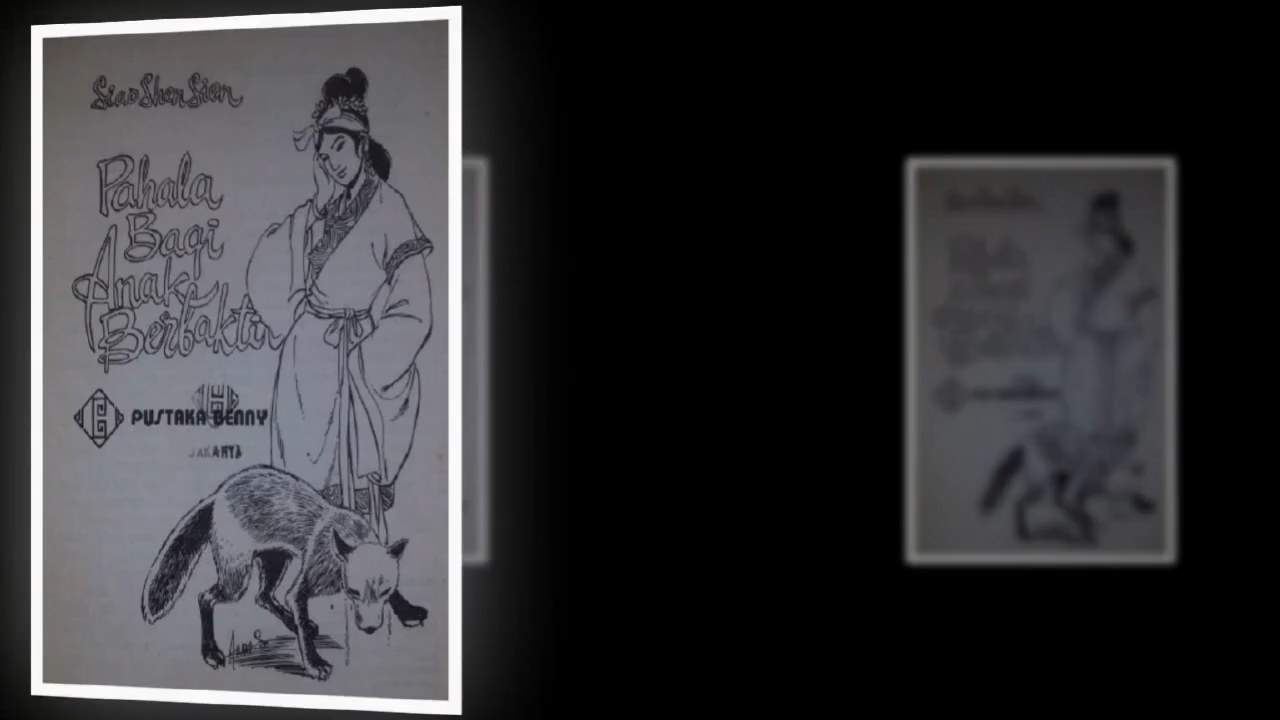 Siao Shen Sien
Pahala
Bagi
Anak
Berbakti
PUSTAKA BENNY
JAKARTA